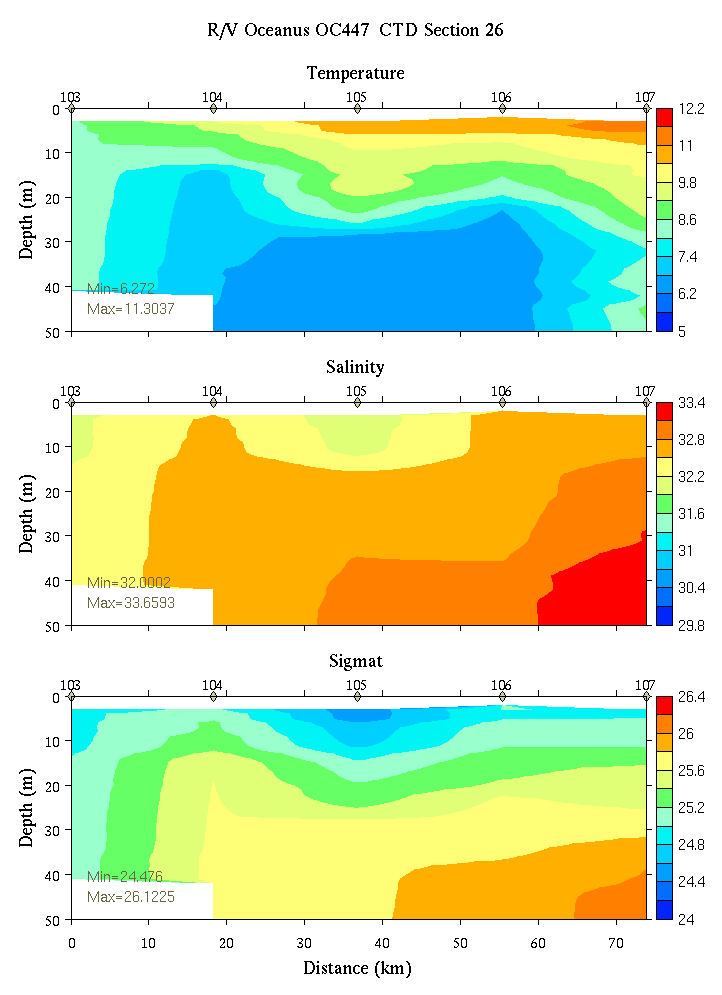 R/V Oceanus OC447 CTD Section 26
Temperature
103 104 105 106 107
0 10 20 30 40 50
Depth (m)
Min=6.272
Max=11.3037
12.2 11 9.8 8.6 7.4 6.2 5
Salinity
103 104 105 106 107
0 10 20 30 40 50
Depth (m)
Min=32.0002
Max=33.6593
33.4 32.8 32.2 31.6 31 30.4 29.8
Sigmat
103 104 105 106 107
0 10 20 30 40 50
Depth (m)
Min=24.476
Max=26.1225
26.4 26 25.6 25.2 24.8 24.4 24
0 10 20 30 40 50 60 70
Distance (km)